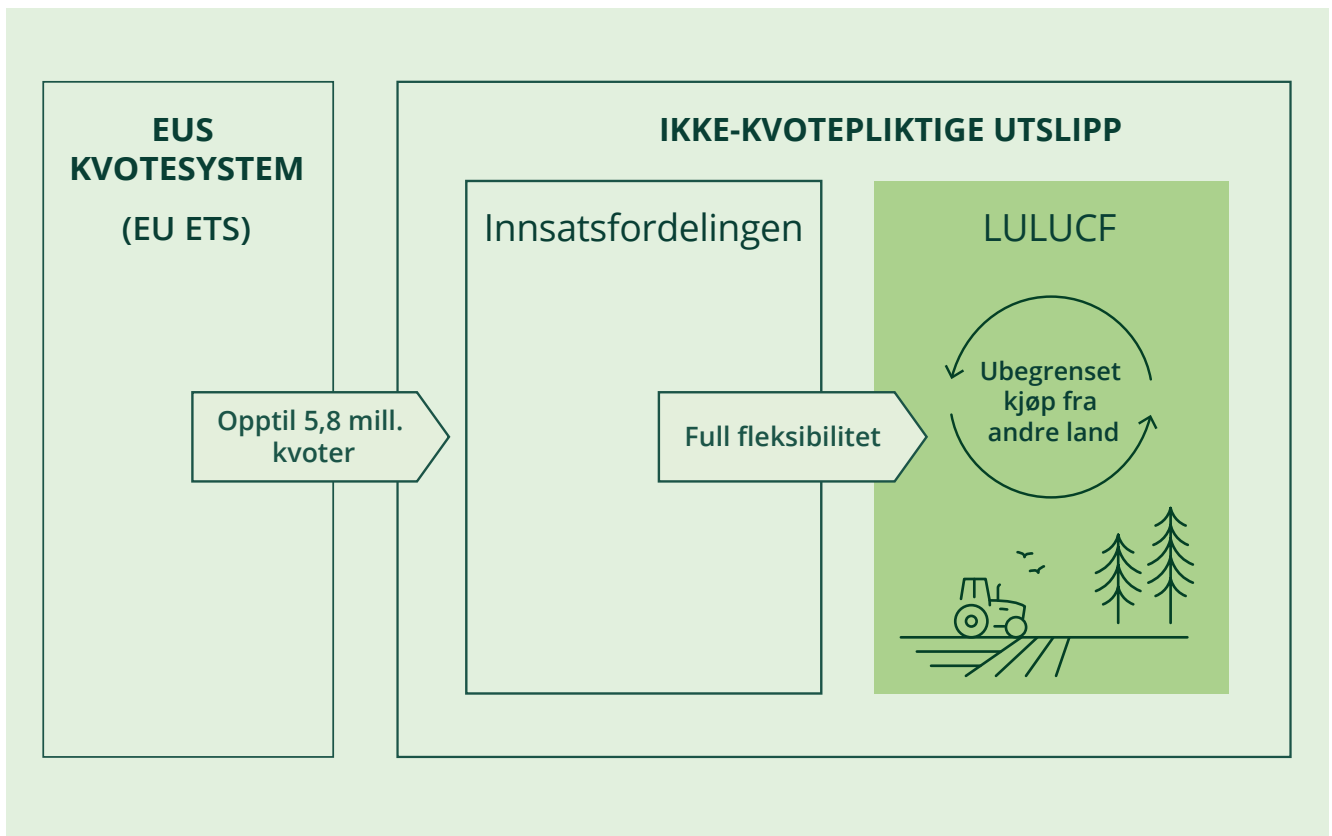 EUS
KVOTESYSTEM
(EU ETS)
IKKE-KVOTEPLIKTIGE UTSLIPP
Innsatsfordelingen
LULUCF
Opptil 5,8 mill.
kvoter
Full fleksibilitet
Ubegrenset
kjøp fra
andre land